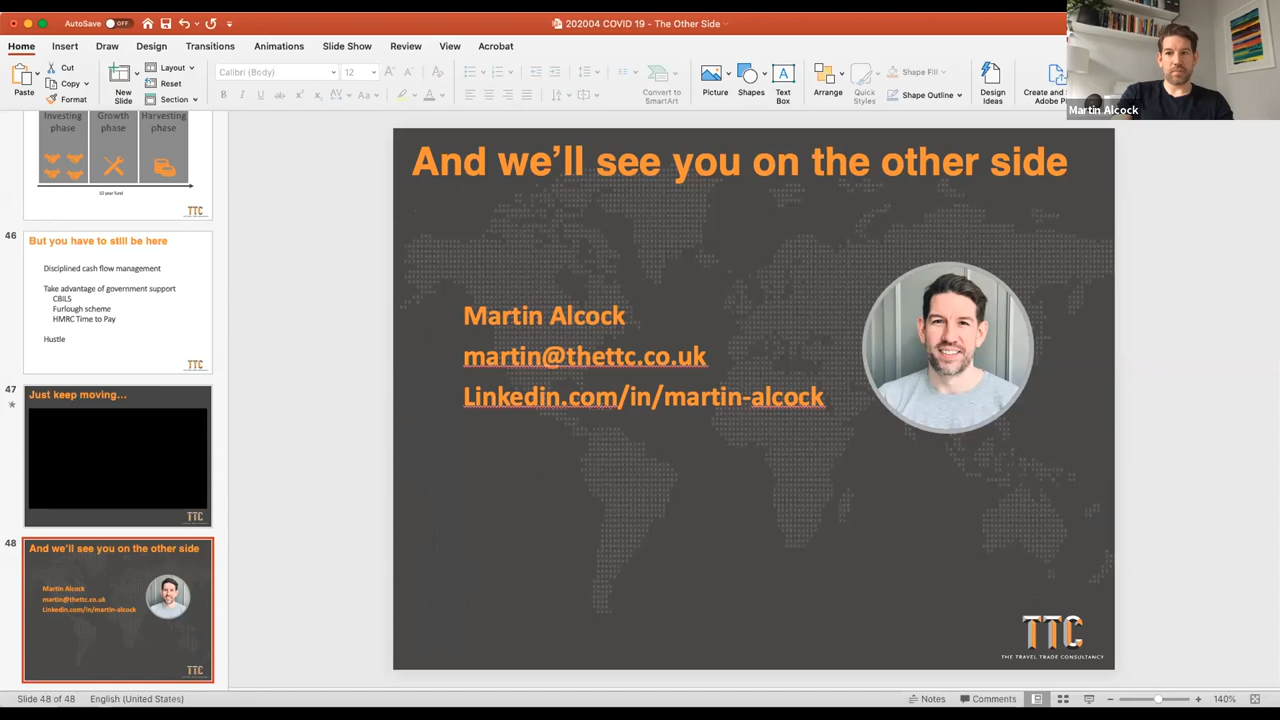 AutoSave OFF
202004 COVID 19 - The Other Side
Home Insert Draw Design Transitions Animations Slide Show Review View Acrobat
Paste
Cut
Copy
Format
New Slide
Layout
Reset
Section
Calibri (Body) 12
Convert to SmartArt
Picture
Shapes
Text Box
Arrange
Quick Styles
Shape Fill
Shape Outline
Design Ideas
Martin Alcock
Investing phase
Growth phase
Harvesting phase
10 year fund
TTC
46
But you have to still be here
Disciplined cash flow management
Take advantage of government support
CBILS
Furlough scheme
HMRC Time to Pay
Hustle
TTC
47
Just keep moving...
TTC
48
And we'll see you on the other side
Martin Alcock
martin@thettc.co.uk
Linkedin.com/in/martin-alcock
TTC
And we'll see you on the other side
Martin Alcock
martin@thettc.co.uk
Linkedin.com/in/martin-alcock
TTC
THE TRAVEL TRADE CONSULTANCY
Slide 48 of 48 English (United States)
Notes Comments 140%